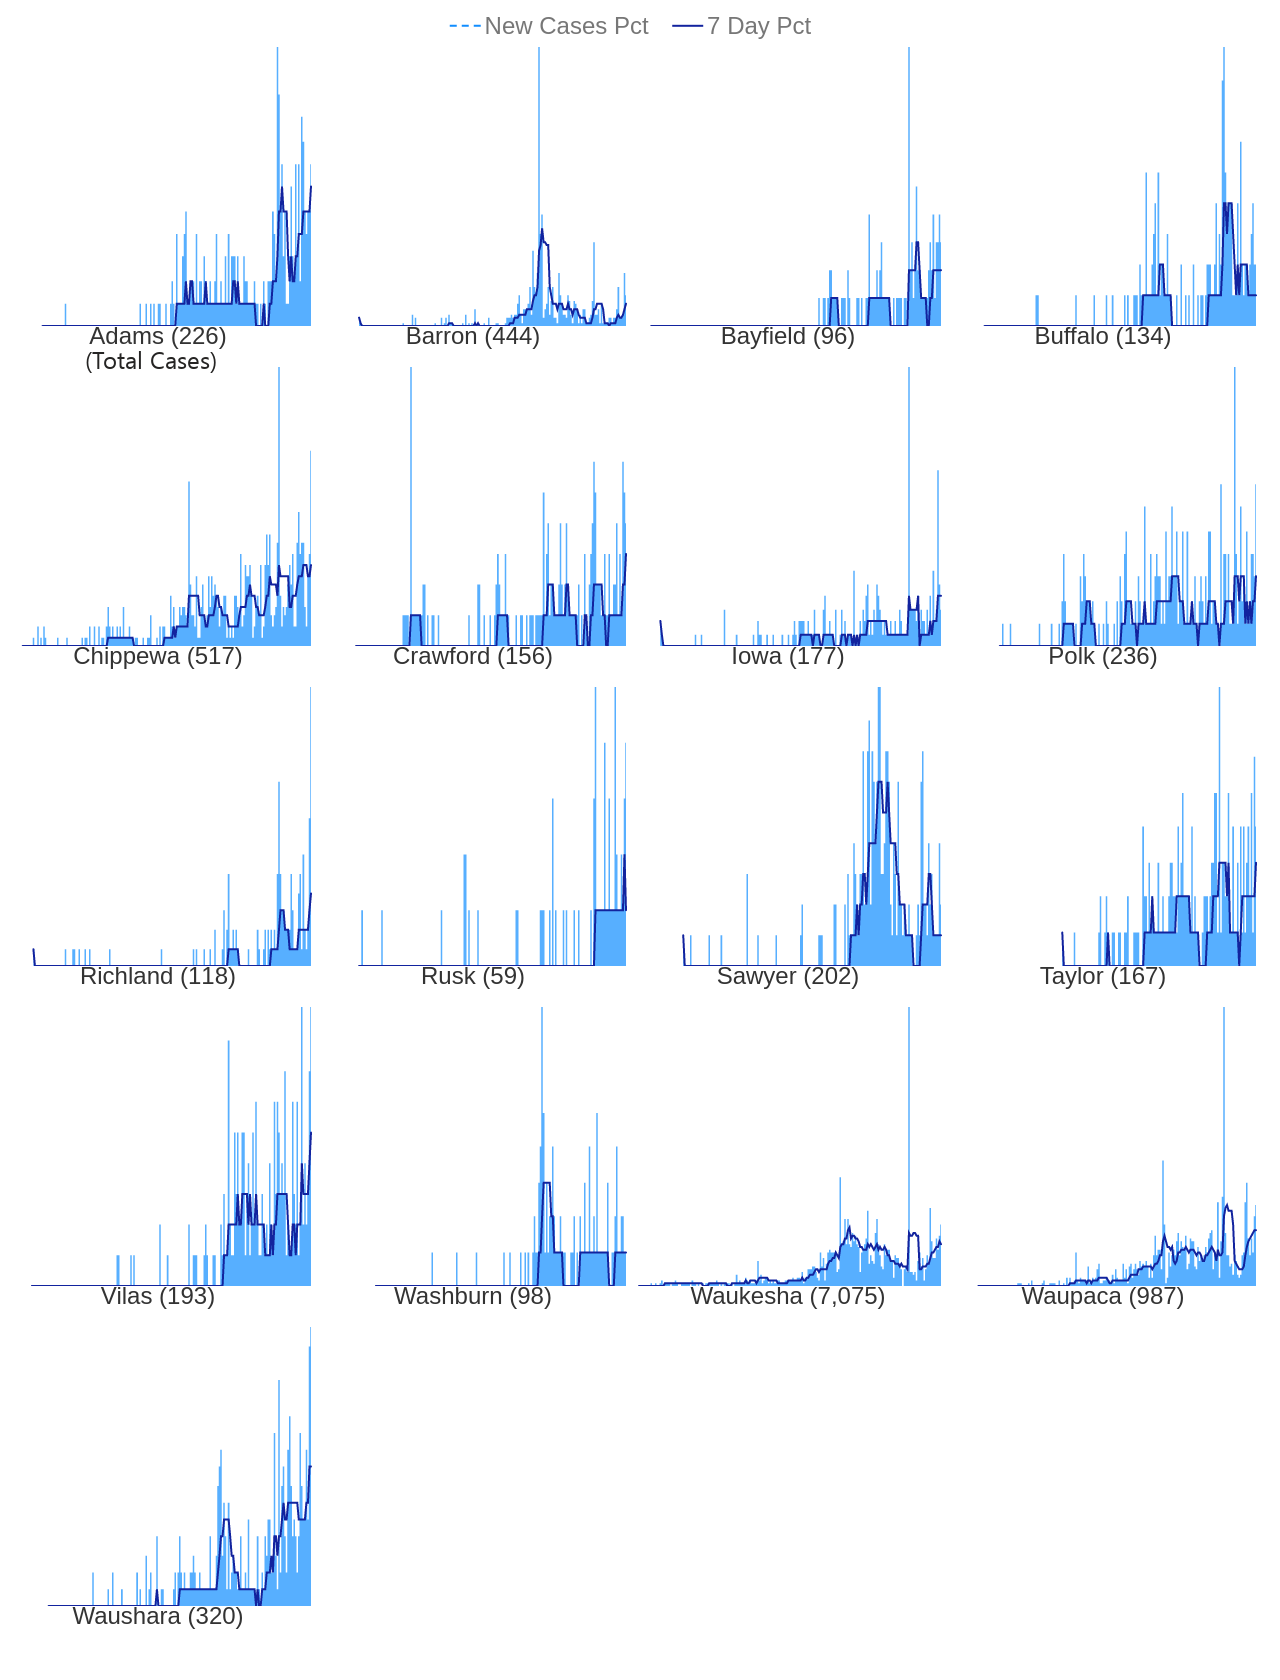 New Cases Pct 7 Day Pct
Adams (226) Barron (444) Bayfield (96) Buffalo (134)
(Total Cases)
Chippewa (517) Crawford (156) Iowa (177) Polk (236)
Richland (118) Rusk (59) Sawyer (202) Taylor (167)
Vilas (193) Washburn (98) Waukesha (7,075) Waupaca (987)
Waushara (320)